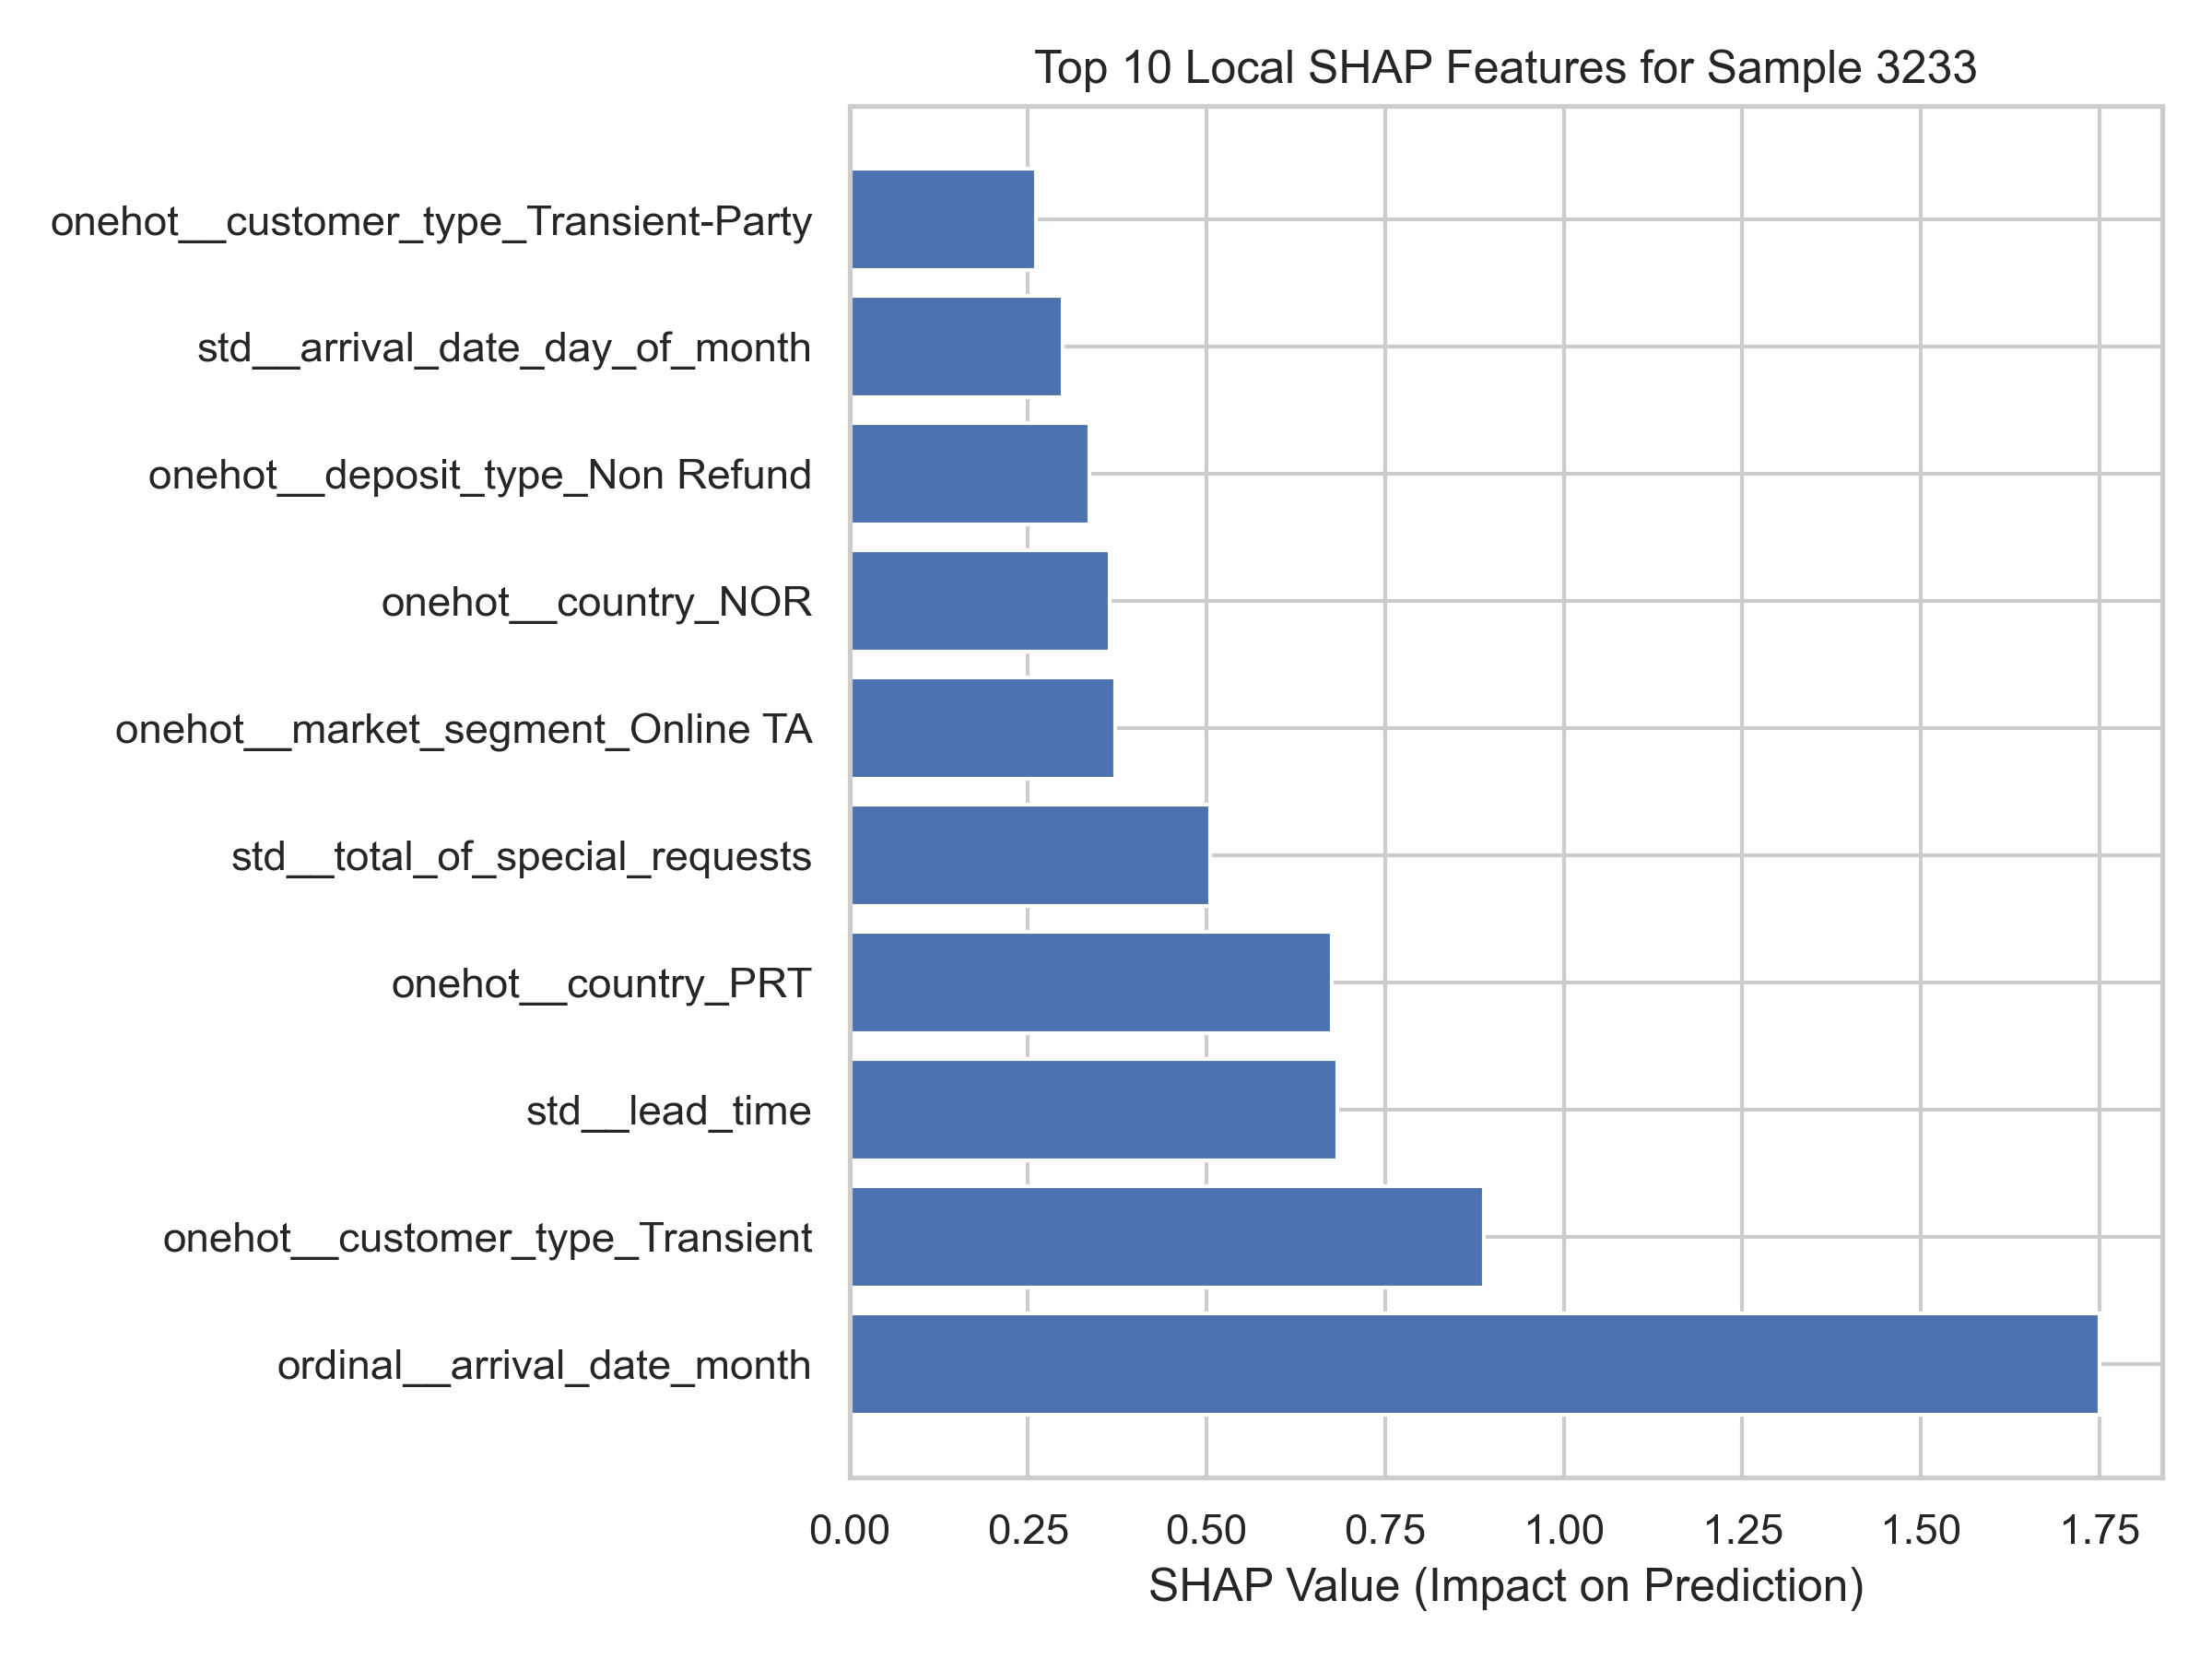 Top 10 Local SHAP Features for Sample 3233
onehot__customer_type_Transient-Party
std__arrival_date_day_of_month
onehot__deposit_type_Non Refund
onehot__country_NOR
onehot__market_segment_Online TA
std__total_of_special_requests
onehot__country_PRT
std__lead_time
onehot__customer_type_Transient
ordinal__arrival_date_month
0.00 0.25 0.50 0.75 1.00 1.25 1.50 1.75
SHAP Value (Impact on Prediction)